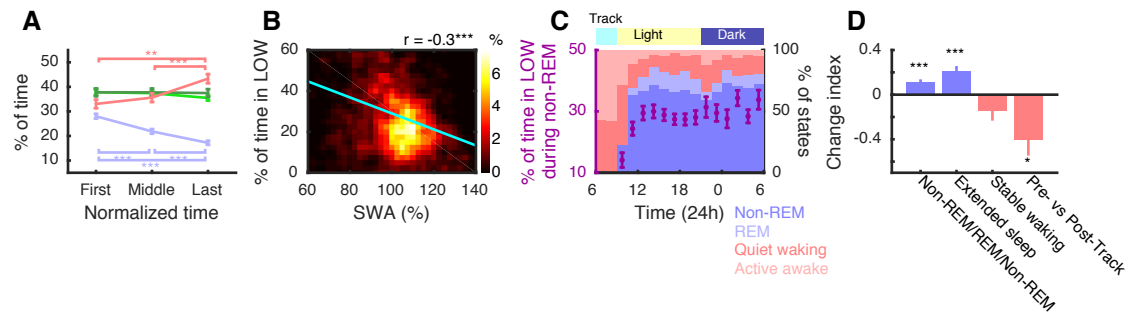 A
% of time
50
40
30
20
10
**
***
***
***
***
First
Middle
Last
Normalized time
B
r = -0.3***
%
% of time in LOW
60
40
20
0
60
80
100
120
140
SWA (%)
8
6
4
2
0
C
Track
Light
Dark
% of time in LOW
during non-REM
50
30
10
100
50
0
% of states
6
12
18
0
6
Time (24h)
Non-REM
REM
Quiet waking
Active awake
D
Change index
0.4
0
-0.4
***
***
*
Non-REM/REM/Non-REM
Extended sleep
Stable waking
Pre- vs Post-Track